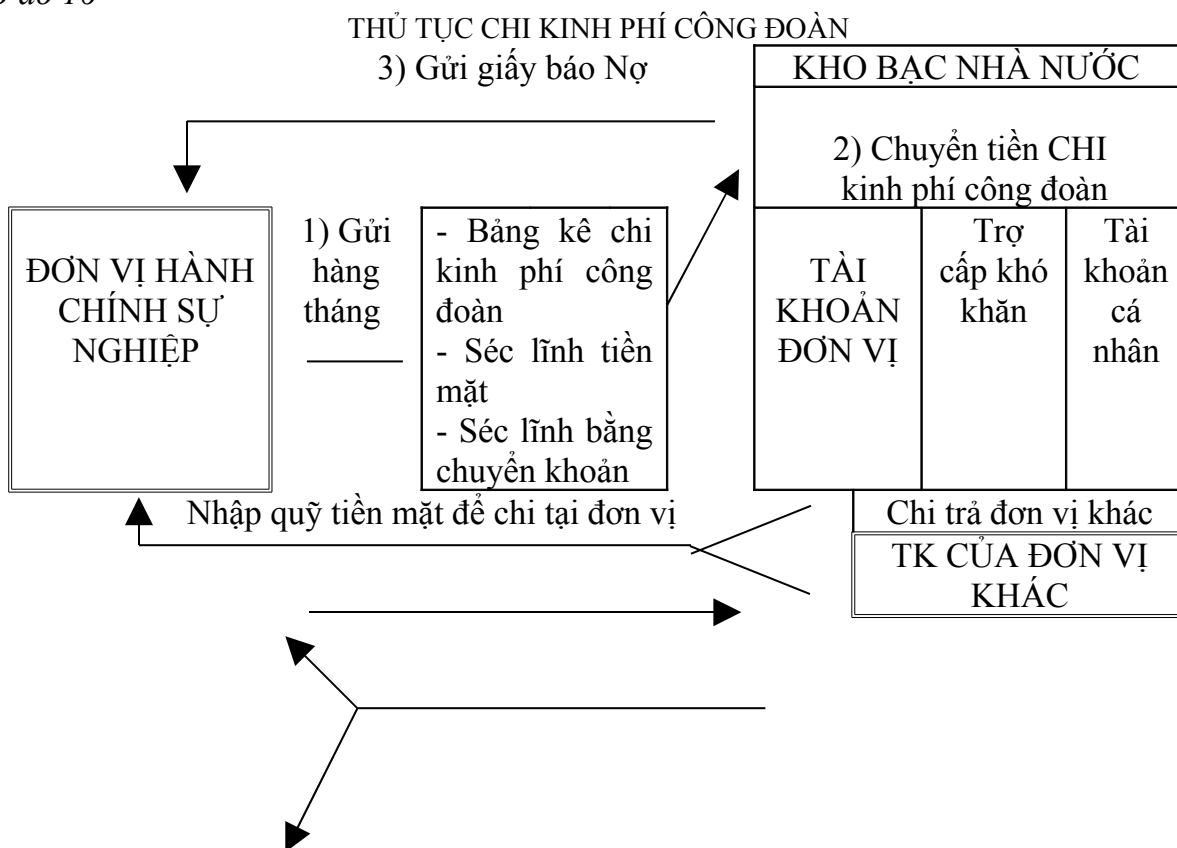 THỦ TỤC CHI KINH PHÍ CÔNG ĐOÀN
3) Gửi giấy báo Nợ
KHO BẠC NHÀ NƯỚC
2) Chuyển tiền CHI
kinh phí công đoàn
ĐƠN VỊ HÀNH
CHÍNH SỰ
NGHIỆP
1) Gửi
hàng
tháng
- Bảng kê chi
kinh phí công
đoàn
- Séc lĩnh tiền
mặt
- Séc lĩnh bằng
chuyển khoản
TÀI
KHOẢN
ĐƠN VỊ
Trợ
cấp khó
khăn
Tài
khoản
cá
nhân
Nhập quỹ tiền mặt để chi tại đơn vị
Chi trả đơn vị khác
TK CỦA ĐƠN VỊ
KHÁC